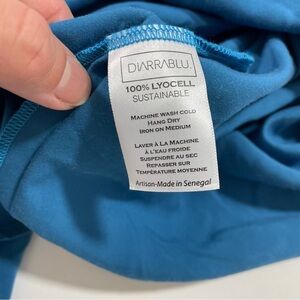 DIARRABLU
100% LYOCELL
SUSTAINABLE
MACHINE WASH COLD
HANG DRY
IRON ON MEDIUM
LAVER À LA MACHINE
À L'EAU FROIDE
SUSPENDRE AU SEC
REPASSER SUR
TEMPÉRATURE MOYENNE
Artisan-Made in Senegal